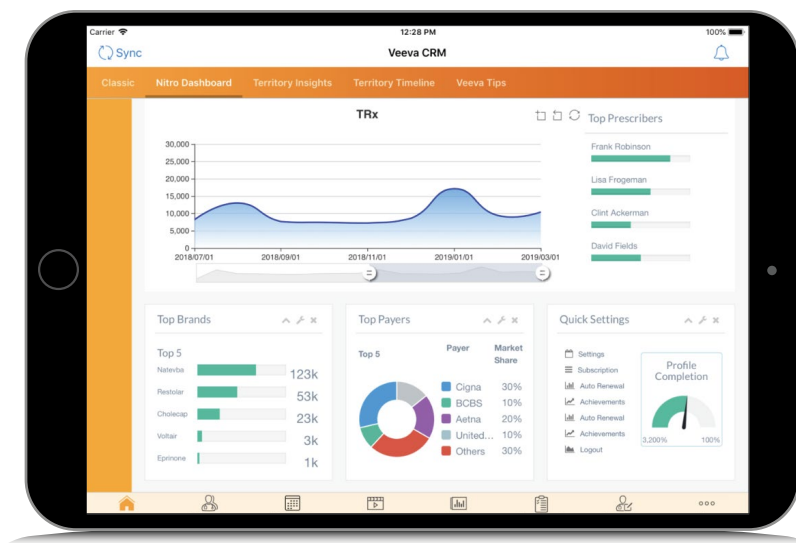 Carrier 12:28 PM 100%
Sync Veeva CRM
Classic Nitro Dashboard Territory Insights Territory Timeline Veeva Tips
TRx
30,000
25,000
20,000
15,000
10,000
5,000
0
2018/07/01 2018/09/01 2018/11/01 2019/01/01 2019/03/01
Top Prescribers
Frank Robinson
Lisa Frogeman
Clint Ackerman
David Fields
Top Brands
Top 5
Natevba 123k
Restolar 53k
Cholecap 23k
Voltair 3k
Eprinone 1k
Top Payers
Top 5 Payer Market
Share
Cigna 30%
BCBS 10%
Aetna 20%
United... 10%
Others 30%
Quick Settings
Settings
Subscription
Auto Renewal
Achievements
Auto Renewal
Achievements
Logout
Profile
Completion
3,200% 100%